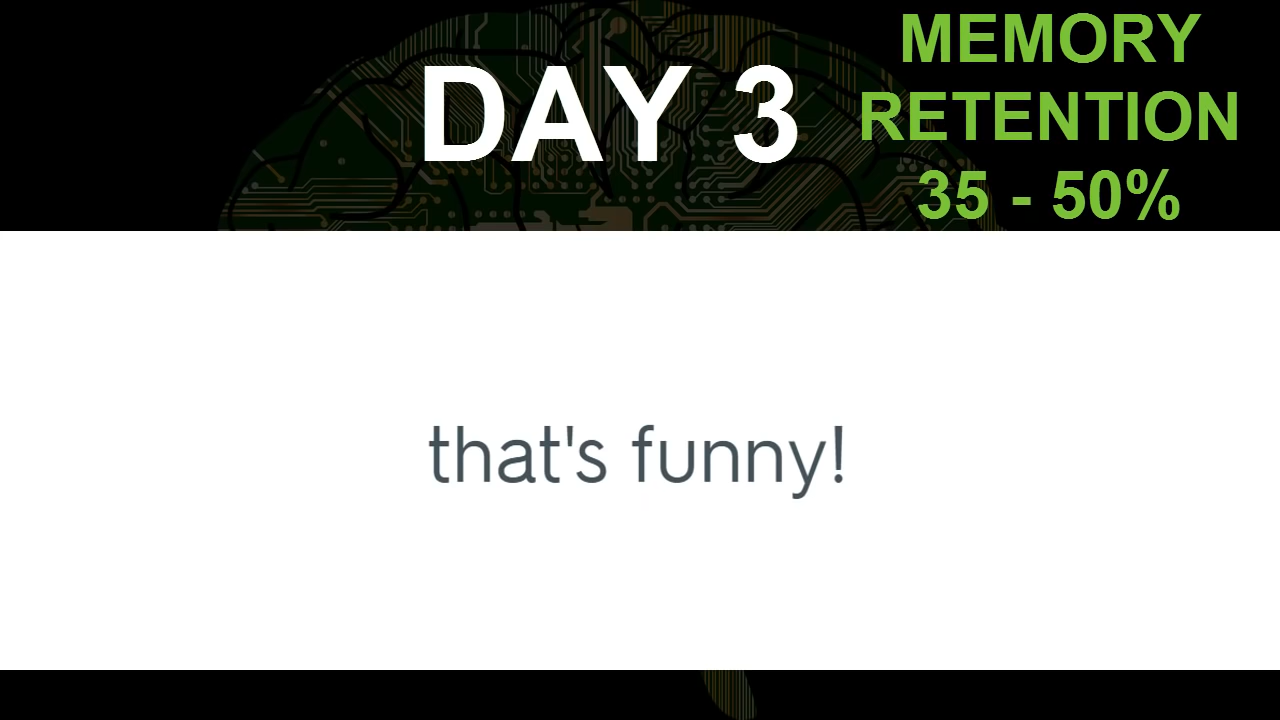 DAY 3
MEMORY
RETENTION
35 - 50%
that's funny!